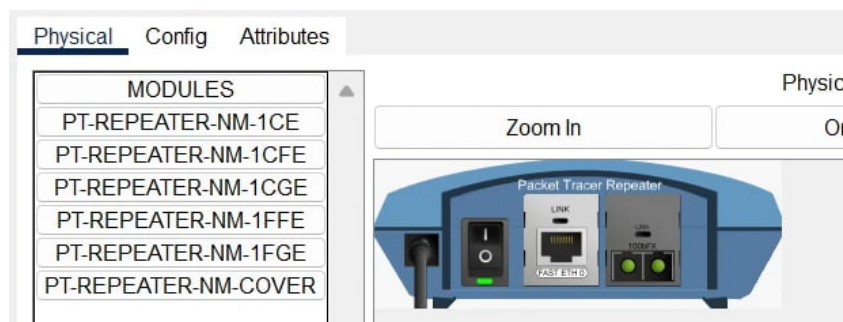 Physical Config Attributes
MODULES
PT-REPEATER-NM-1CE
PT-REPEATER-NM-1CFE
PT-REPEATER-NM-1CGE
PT-REPEATER-NM-1FFE
PT-REPEATER-NM-1FGE
PT-REPEATER-NM-COVER
Physic
Zoom In Or
Packet Tracer Repeater
LINK
FAST ETH 0
LINK
100bFX